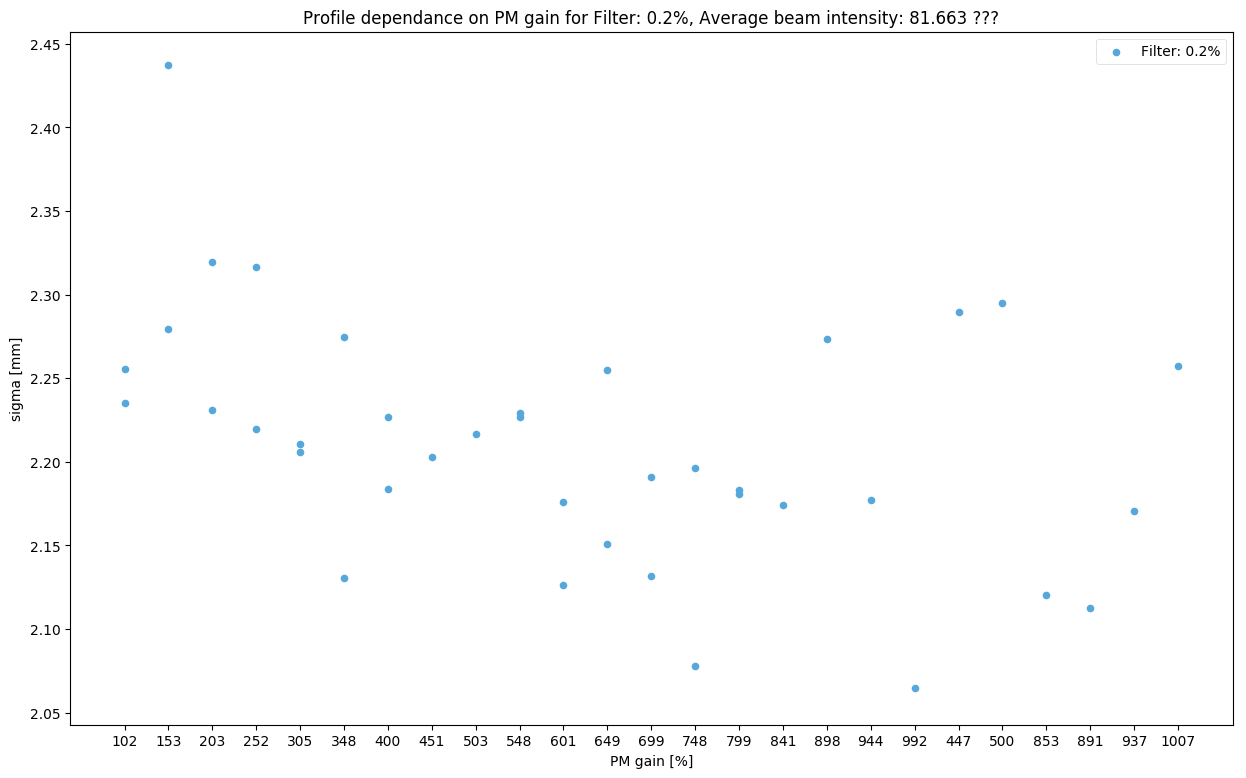 Profile dependance on PM gain for Filter: 0.2%, Average beam intensity: 81.663 ???
Filter: 0.2%
sigma [mm]
2.45
2.40
2.35
2.30
2.25
2.20
2.15
2.10
2.05
102 153 203 252 305 348 400 451 503 548 601 649 699 748 799 841 898 944 992 447 500 853 891 937 1007
PM gain [%]